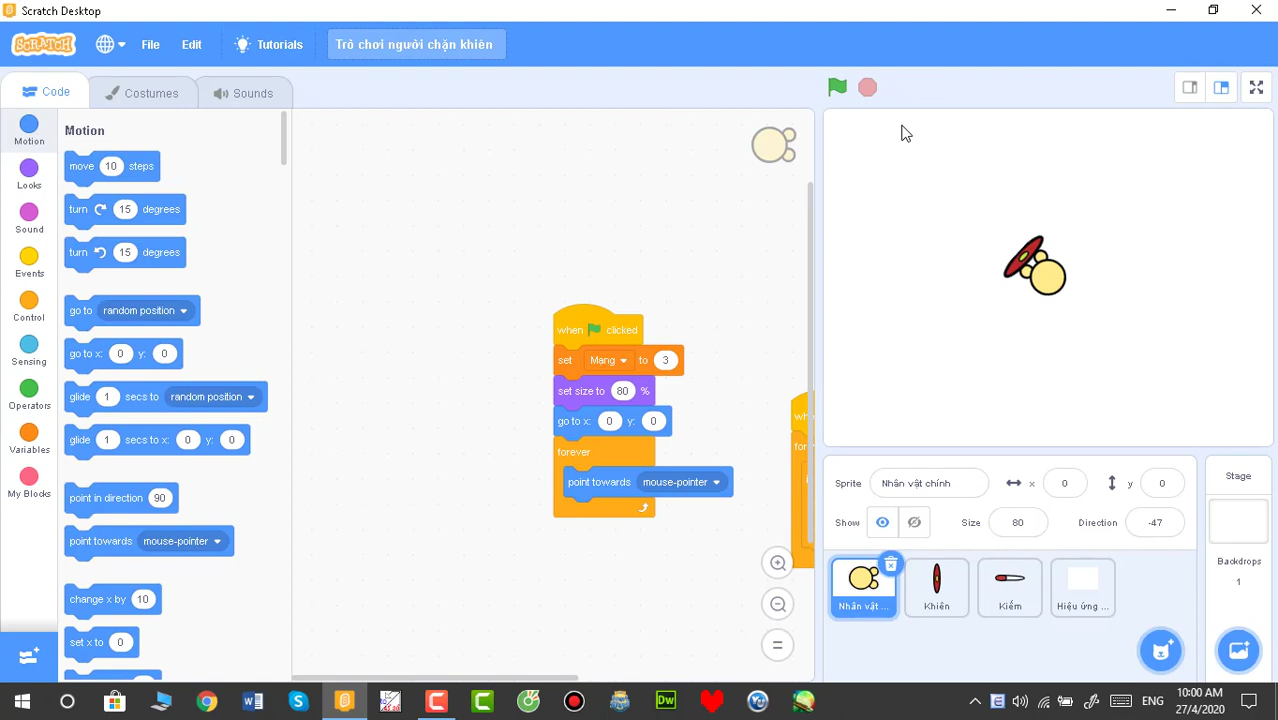 Scratch Desktop
SCRATCH
File
Edit
Tutorials
Trò chơi người chặn khiên
Code
Costumes
Sounds
Motion
Looks
Sound
Events
Control
Sensing
Operators
Variables
My Blocks
Motion
move 10 steps
turn 15 degrees
turn 15 degrees
go to random position
go to x: 0 y: 0
glide 1 secs to random position
glide 1 secs to x: 0 y: 0
point in direction 90
point towards mouse-pointer
change x by 10
set x to 0
when clicked
set Mạng to 3
set size to 80 %
go to x: 0 y: 0
forever
point towards mouse-pointer
Sprite Nhân vật chính x 0 y 0
Show Size 80 Direction -47
Nhân vật ...
Khiên
Kiếm
Hiệu ứng ...
Stage
Backdrops
1
Dw
ENG
10:00 AM
27/4/2020